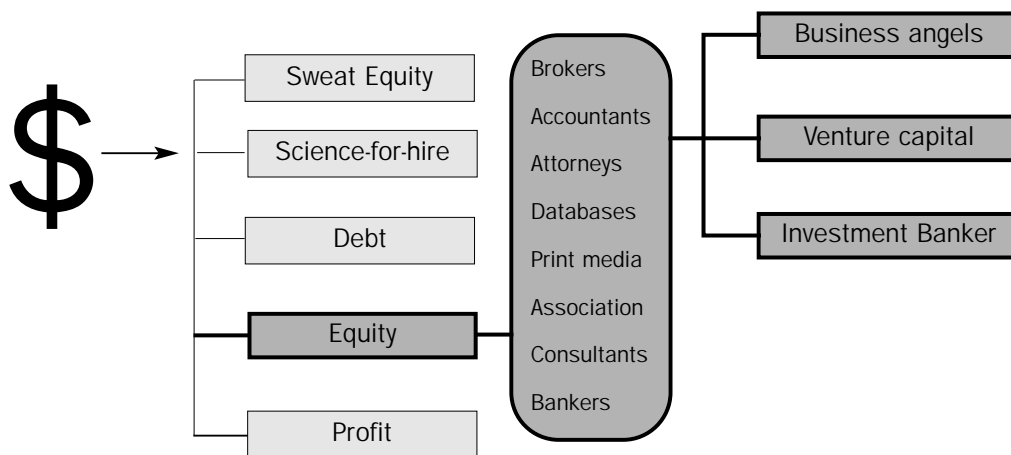 $
Sweat Equity
Science-for-hire
Debt
Equity
Profit
Brokers
Accountants
Attorneys
Databases
Print media
Association
Consultants
Bankers
Business angels
Venture capital
Investment Banker